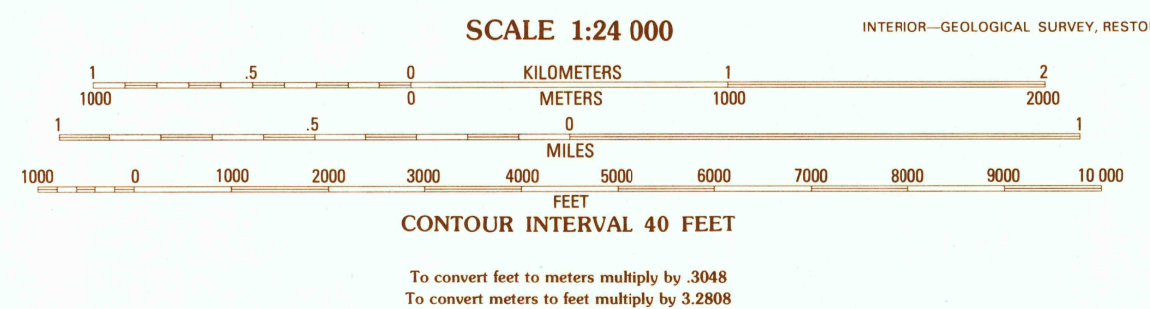 SCALE 1:24 000
INTERIOR—GEOLOGICAL SURVEY, RESTO
1 .5 0 KILOMETERS 1 2
1000 0 METERS 1000 2000
1 .5 0 1
MILES
1000 0 1000 2000 3000 4000 5000 6000 7000 8000 9000 10 000
FEET
CONTOUR INTERVAL 40 FEET
To convert feet to meters multiply by .3048
To convert meters to feet multiply by 3.2808